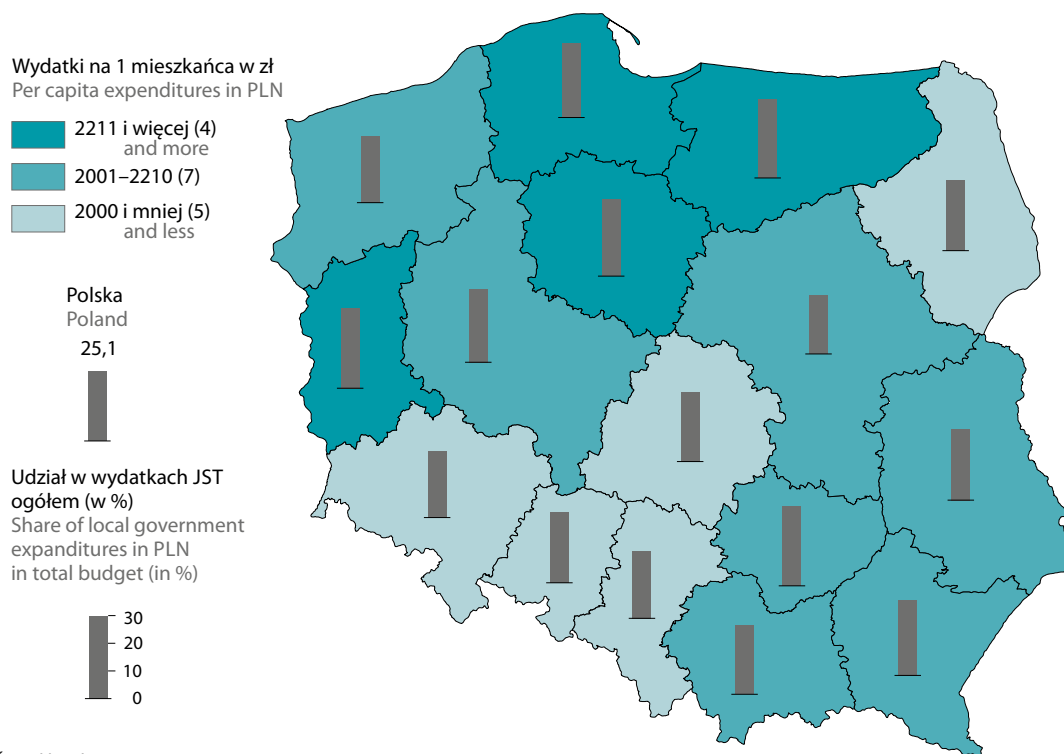 Wydatki na 1 mieszkańca w zł
Per capita expenditures in PLN
2211 i więcej (4)
and more
2001–2210 (7)
2000 i mniej (5)
and less
Polska
Poland
25,1
Udział w wydatkach JST
ogółem (w %)
Share of local government
expanditures in PLN
in total budget (in %)
30
20
10
0